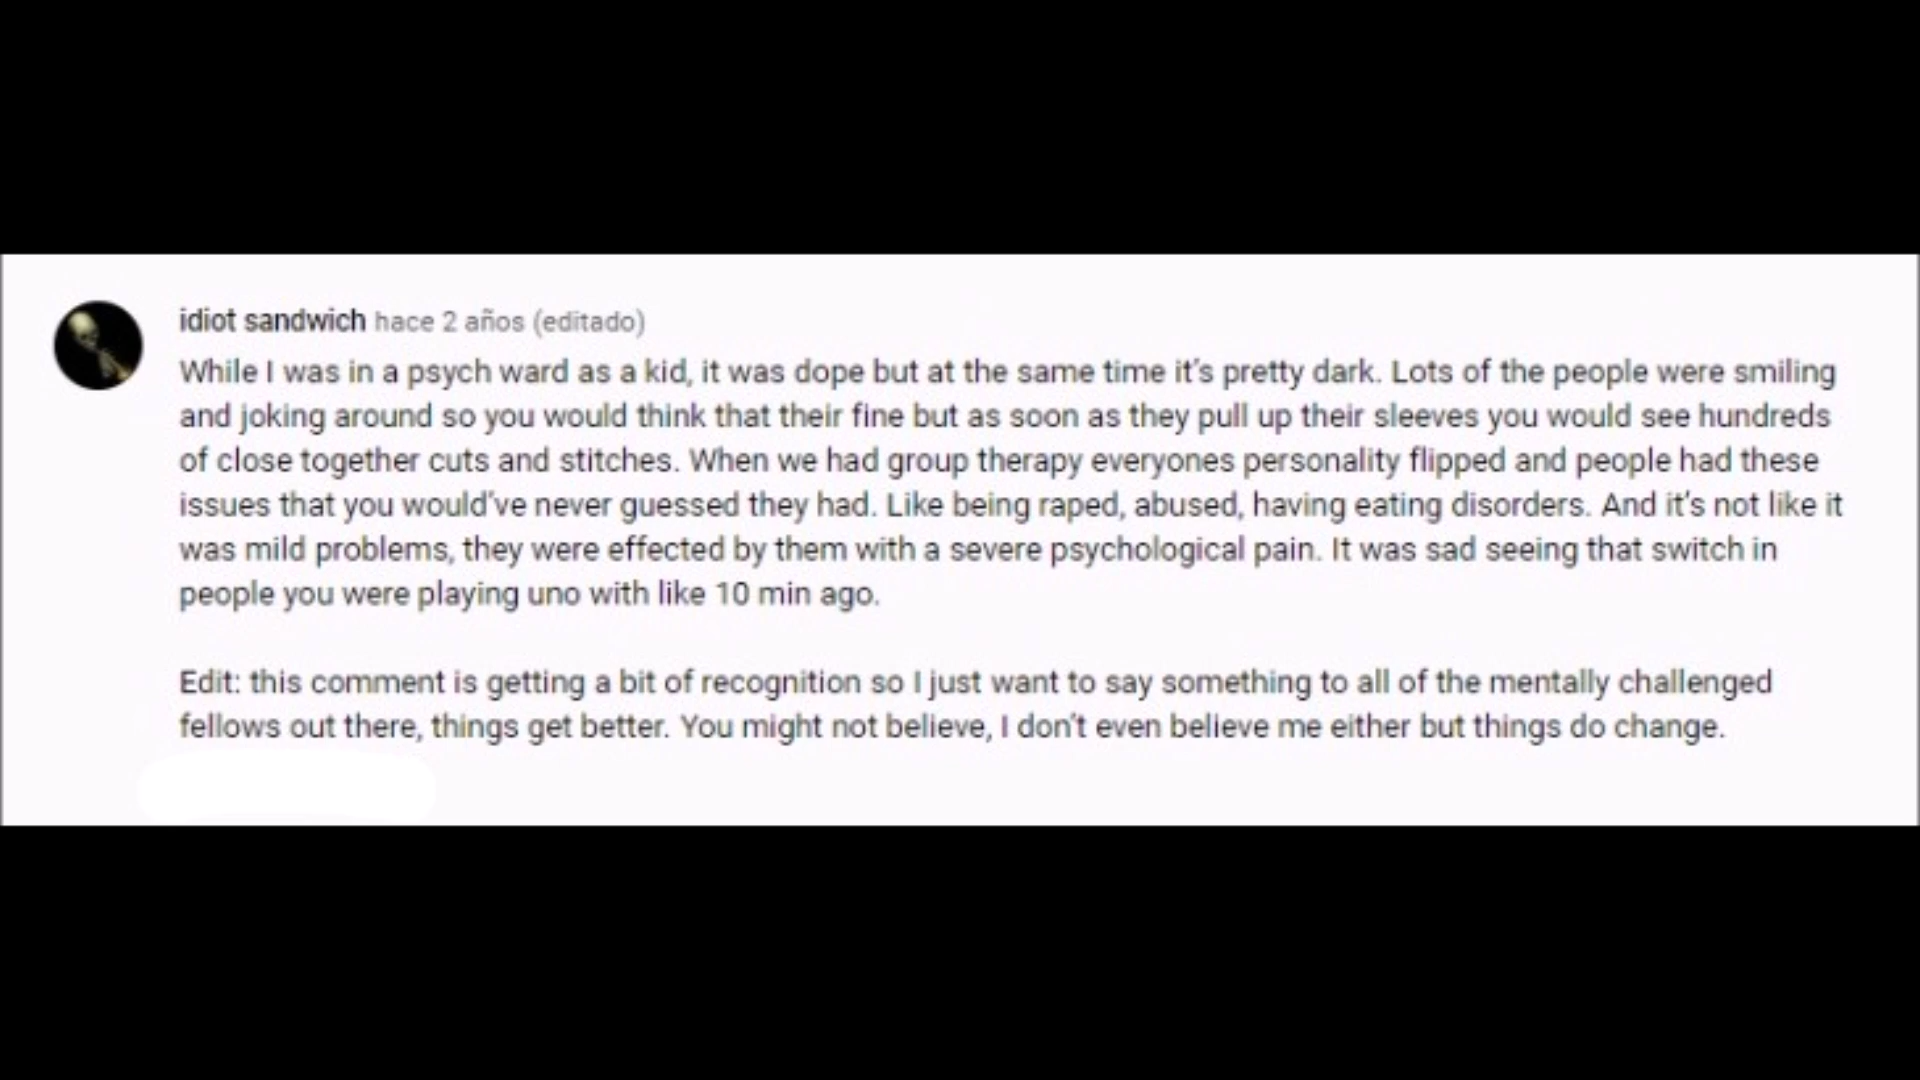 idiot sandwich hace 2 años (editado)
While I was in a psych ward as a kid, it was dope but at the same time it's pretty dark. Lots of the people were smiling
and joking around so you would think that their fine but as soon as they pull up their sleeves you would see hundreds
of close together cuts and stitches. When we had group therapy everyones personality flipped and people had these
issues that you would've never guessed they had. Like being raped, abused, having eating disorders. And it's not like it
was mild problems, they were effected by them with a severe psychological pain. It was sad seeing that switch in
people you were playing uno with like 10 min ago.
Edit: this comment is getting a bit of recognition so I just want to say something to all of the mentally challenged
fellows out there, things get better. You might not believe, I don't even believe me either but things do change.